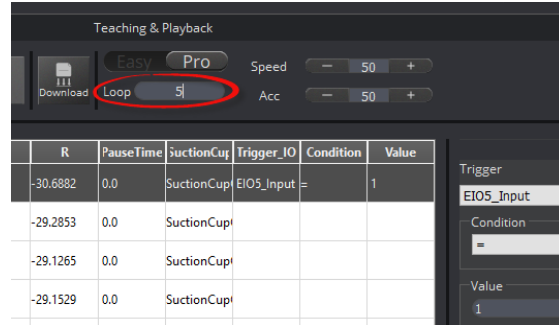 Teaching & Playback
Easy Pro
Speed − 50 +
Download
Loop 5
Acc − 50 +
R PauseTime SuctionCup Trigger_IO Condition Value
-30.6882 0.0 SuctionCup EIO5_Input = 1
-29.2853 0.0 SuctionCup
-29.1265 0.0 SuctionCup
-29.1529 0.0 SuctionCup
Trigger
EIO5_Input
Condition
=
Value
1